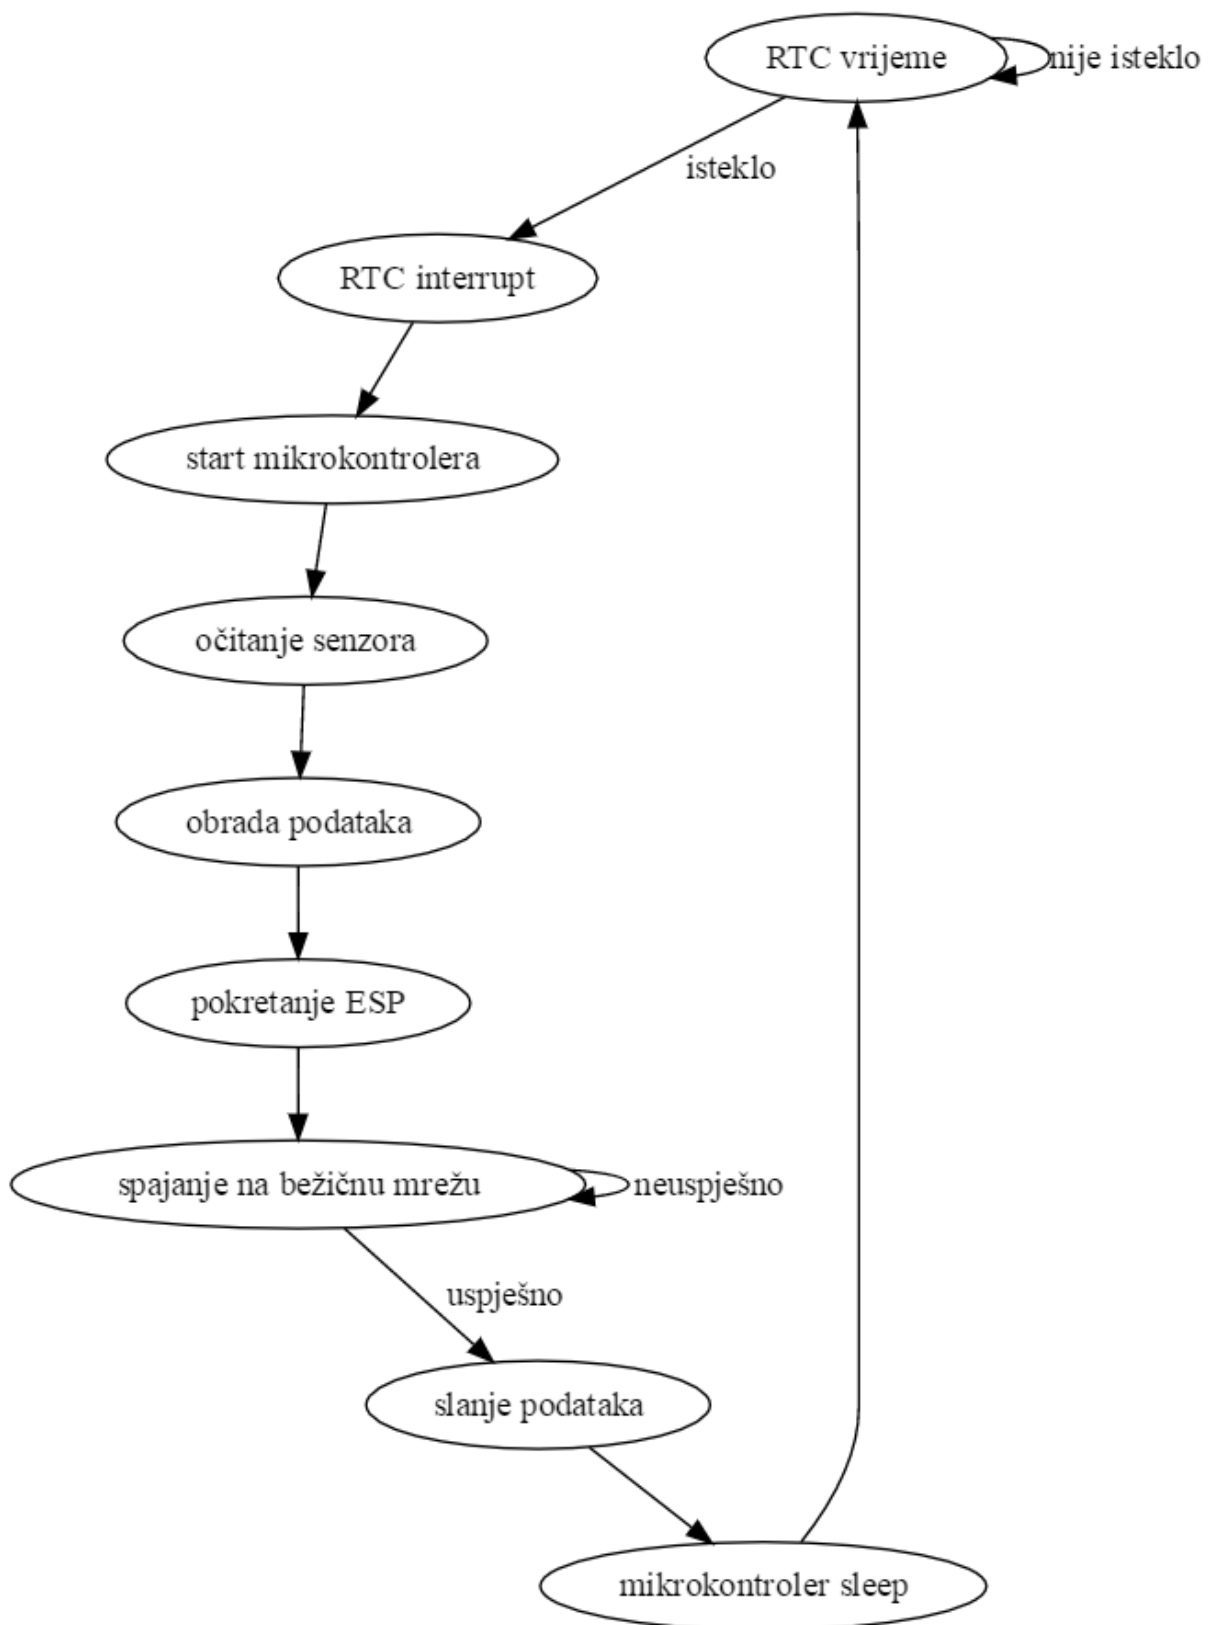 RTC vrijeme
nije isteklo
isteklo
RTC interrupt
start mikrokontrolera
očitanje senzora
obrada podataka
pokretanje ESP
spajanje na bežičnu mrežu
neuspješno
uspješno
slanje podataka
mikrokontroler sleep